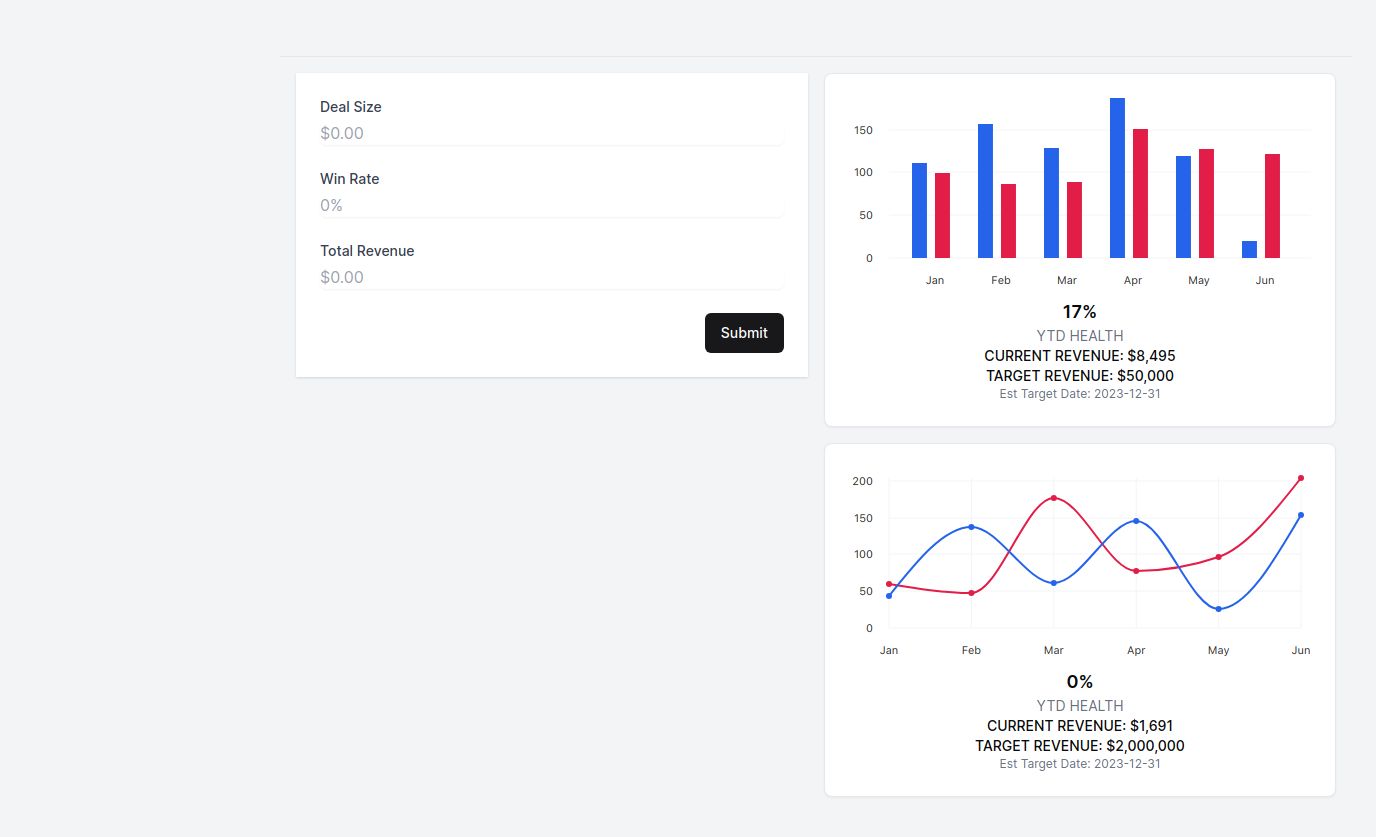 Deal Size
$0.00
Win Rate
0%
Total Revenue
$0.00
Submit
150
100
50
0
Jan Feb Mar Apr May Jun
17%
YTD HEALTH
CURRENT REVENUE: $8,495
TARGET REVENUE: $50,000
Est Target Date: 2023-12-31
200
150
100
50
0
Jan Feb Mar Apr May Jun
0%
YTD HEALTH
CURRENT REVENUE: $1,691
TARGET REVENUE: $2,000,000
Est Target Date: 2023-12-31